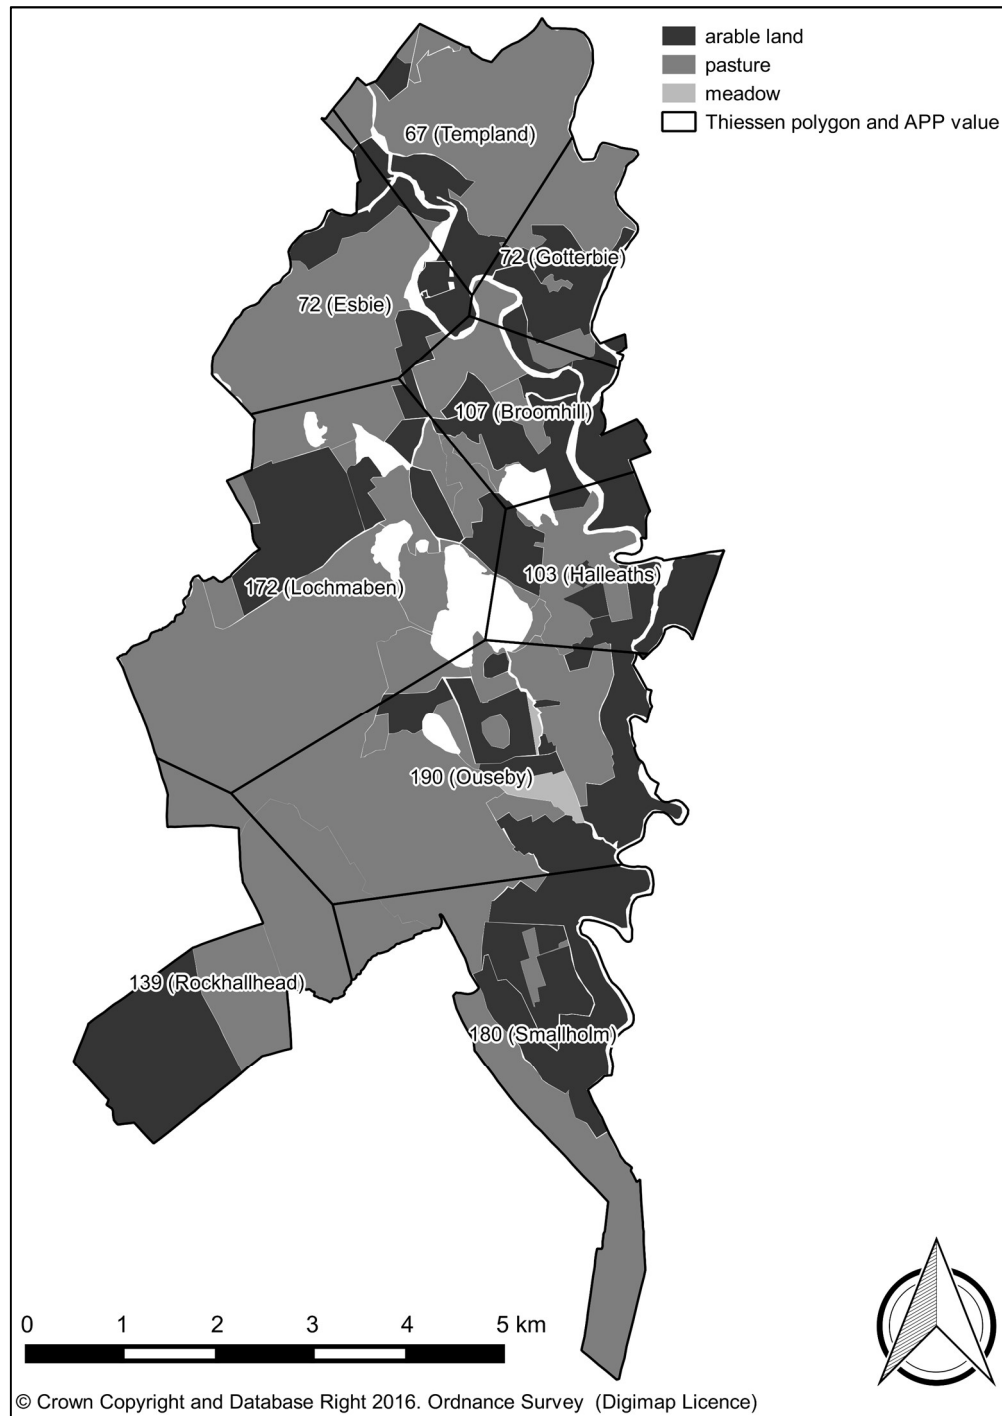 arable land
pasture
meadow
Thiessen polygon and APP value
67 (Templand)
72 (Gotterbie)
72 (Esbie)
107 (Broomhill)
103 (Halleaths)
172 (Lochmaben)
190 (Ouseby)
139 (Rockhallhead)
180 (Smallholm)
0 1 2 3 4 5 km
© Crown Copyright and Database Right 2016. Ordnance Survey (Digimap Licence)